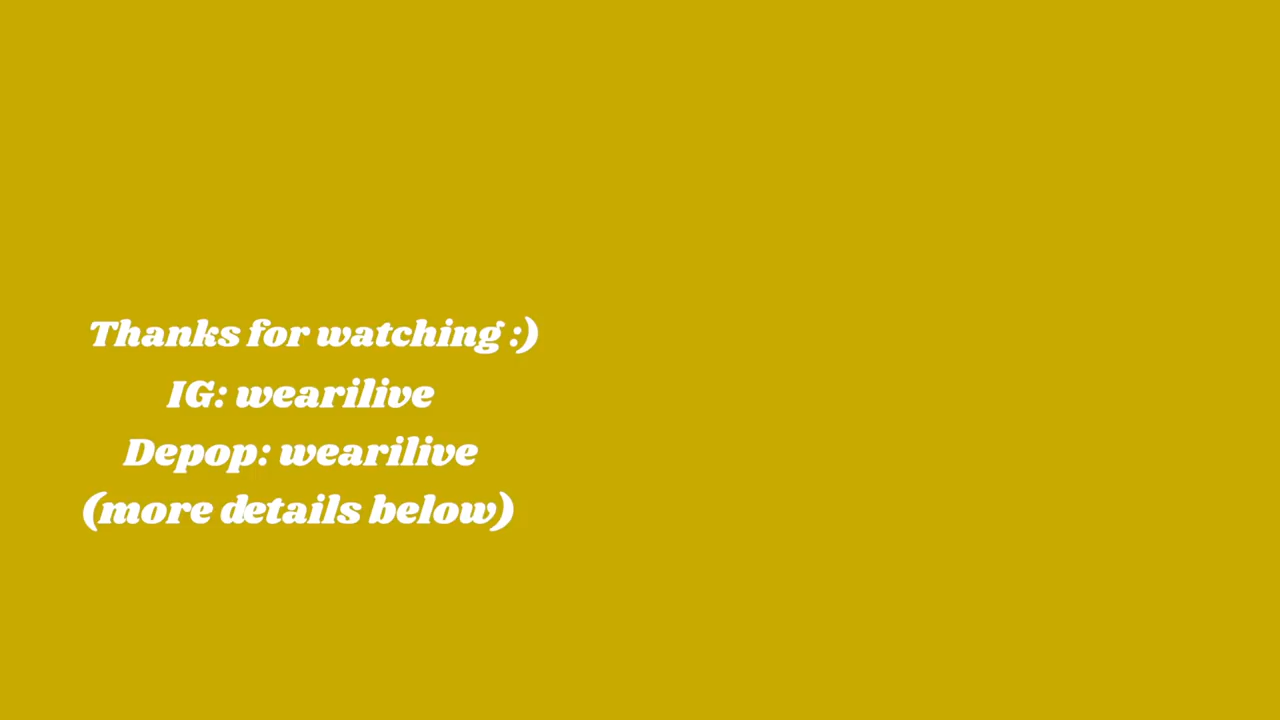 Thanks for watching :)
IG: wearilive
Depop: wearilive
(more details below)